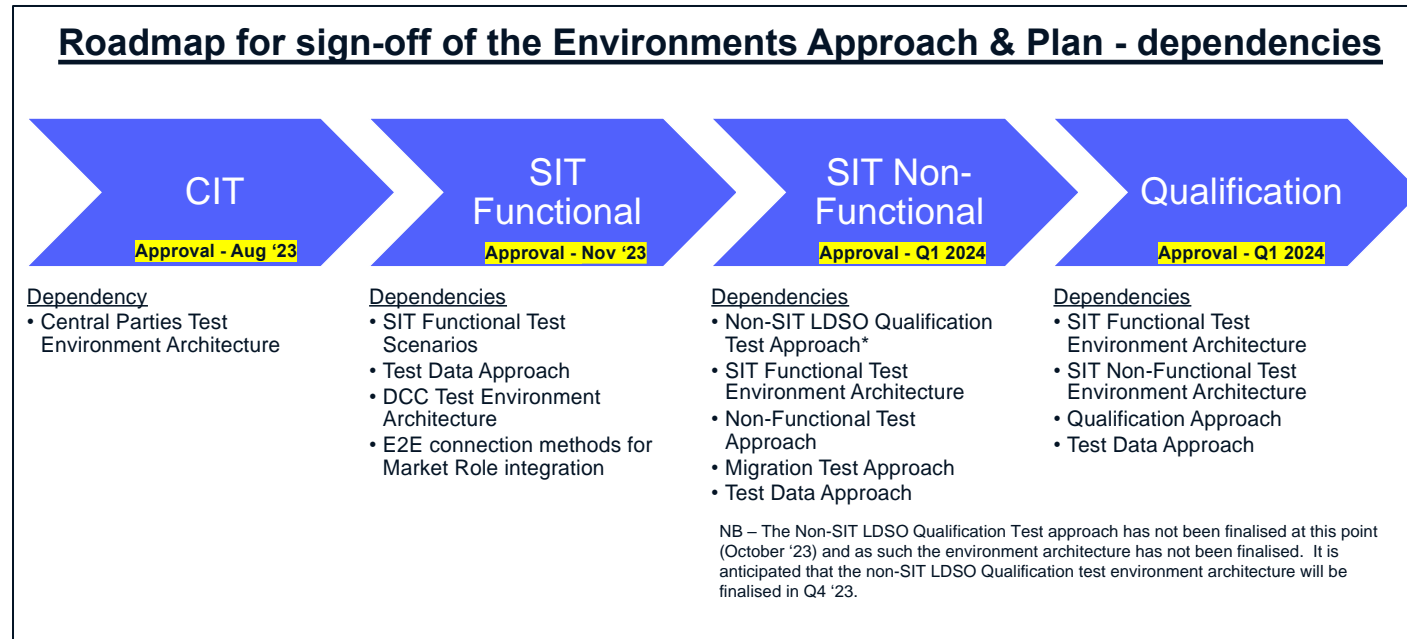 Roadmap for sign-off of the Environments Approach & Plan - dependencies
CIT
Approval - Aug ‘23
SIT
Functional
Approval - Nov ‘23
SIT Non-
Functional
Approval - Q1 2024
Qualification
Approval - Q1 2024
Dependency
• Central Parties Test
Environment Architecture
Dependencies
• SIT Functional Test
Scenarios
• Test Data Approach
• DCC Test Environment
Architecture
• E2E connection methods for
Market Role integration
Dependencies
• Non-SIT LDSO Qualification
Test Approach*
• SIT Functional Test
Environment Architecture
• Non-Functional Test
Approach
• Migration Test Approach
• Test Data Approach
Dependencies
• SIT Functional Test
Environment Architecture
• SIT Non-Functional Test
Environment Architecture
• Qualification Approach
• Test Data Approach
NB – The Non-SIT LDSO Qualification Test approach has not been finalised at this point
(October ‘23) and as such the environment architecture has not been finalised.  It is
anticipated that the non-SIT LDSO Qualification test environment architecture will be
finalised in Q4 ‘23.